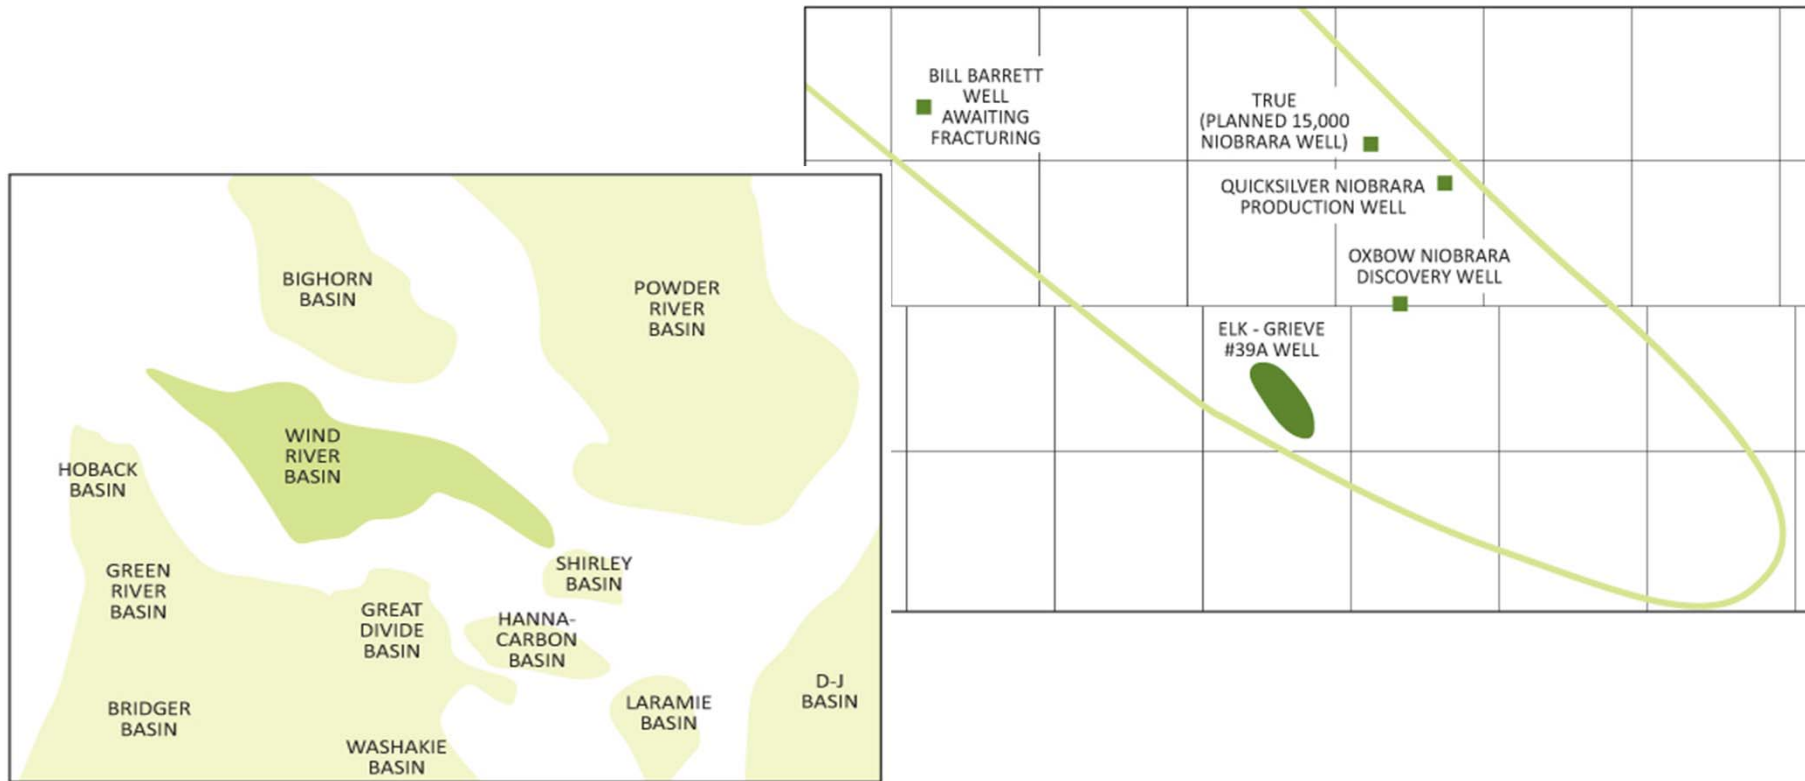 BILL BARRETT
WELL
AWAITING
FRACTURING
TRUE
(PLANNED 15,000
NIOBRARA WELL)
QUICKSILVER NIOBRARA
PRODUCTION WELL
OXBOW NIOBRARA
DISCOVERY WELL
ELK - GRIEVE
#39A WELL
BIGHORN
BASIN
POWDER
RIVER
BASIN
WIND
RIVER
BASIN
HOBACK
BASIN
GREEN
RIVER
BASIN
GREAT
DIVIDE
BASIN
SHIRLEY
BASIN
HANNA-
CARBON
BASIN
BRIDGER
BASIN
WASHAKIE
BASIN
LARAMIE
BASIN
D-J
BASIN